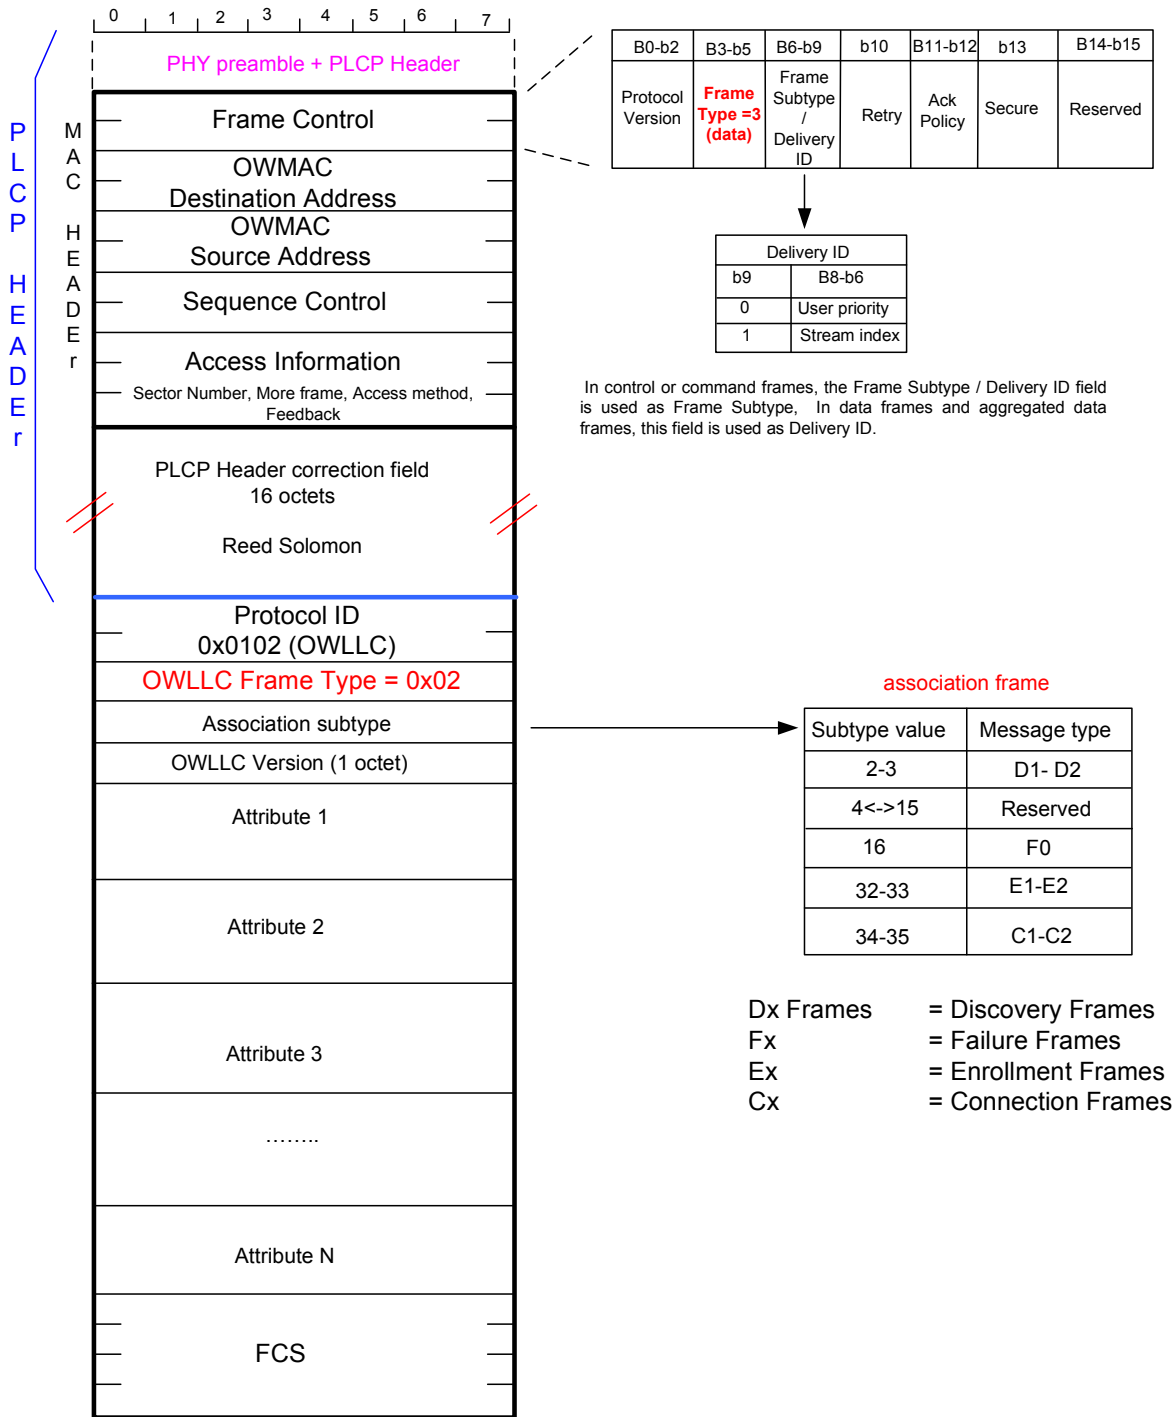 0 1 2 3 4 5 6 7
PHY preamble + PLCP Header
PLCP HEADEr
MAC HEADEr
Frame Control
OWMAC
Destination Address
OWMAC
Source Address
Sequence Control
Access Information
Sector Number, More frame, Access method,
Feedback
PLCP Header correction field
16 octets
Reed Solomon
Protocol ID
0x0102 (OWLLC)
OWLLC Frame Type = 0x02
Association subtype
OWLLC Version (1 octet)
Attribute 1
Attribute 2
Attribute 3
........
Attribute N
FCS
B0-b2 B3-b5 B6-b9 b10 B11-b12 b13 B14-b15
Protocol
Version
Frame
Type =3
(data)
Frame
Subtype
/
Delivery
ID
Retry
Ack
Policy
Secure
Reserved
Delivery ID
b9 B8-b6
0 User priority
1 Stream index
In control or command frames, the Frame Subtype / Delivery ID field
is used as Frame Subtype, In data frames and aggregated data
frames, this field is used as Delivery ID.
association frame
Subtype value Message type
2-3 D1- D2
4<->15 Reserved
16 F0
32-33 E1-E2
34-35 C1-C2
Dx Frames = Discovery Frames
Fx = Failure Frames
Ex = Enrollment Frames
Cx = Connection Frames